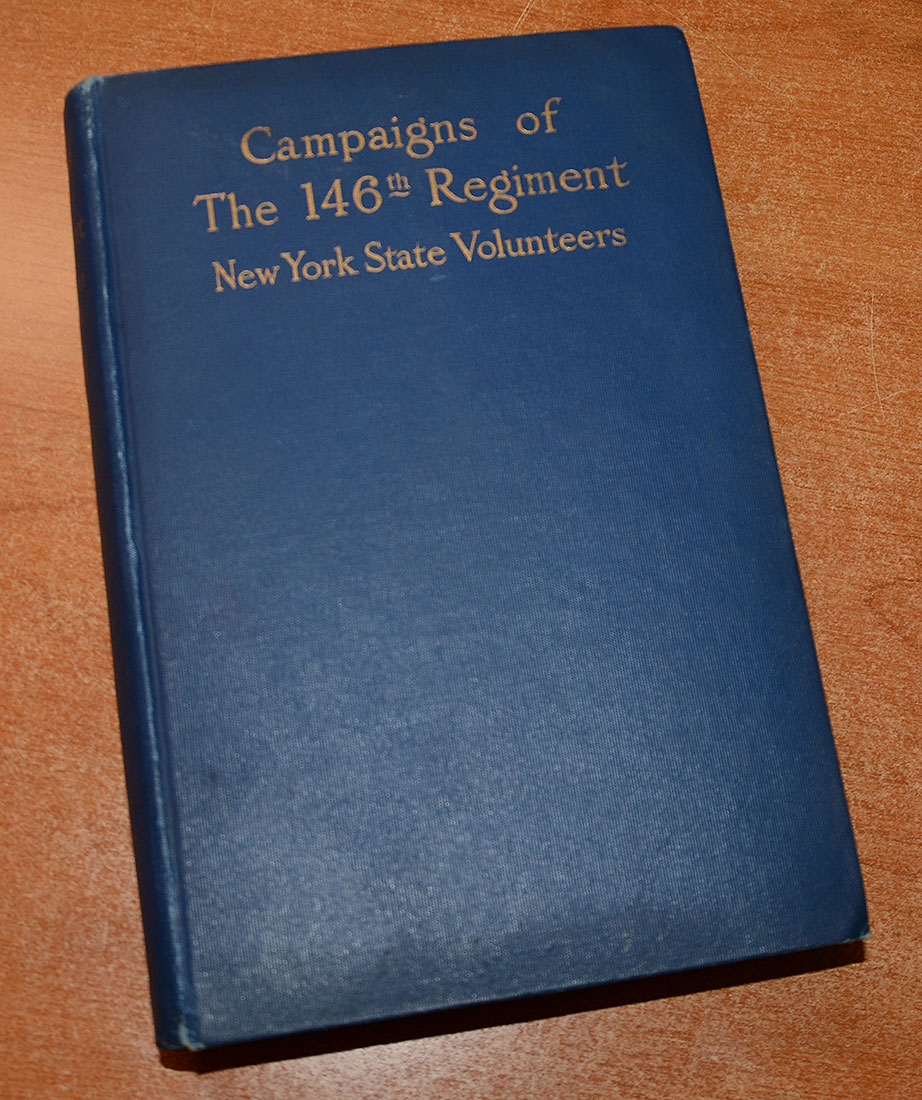 Campaigns of
The 146th Regiment
New York State Volunteers